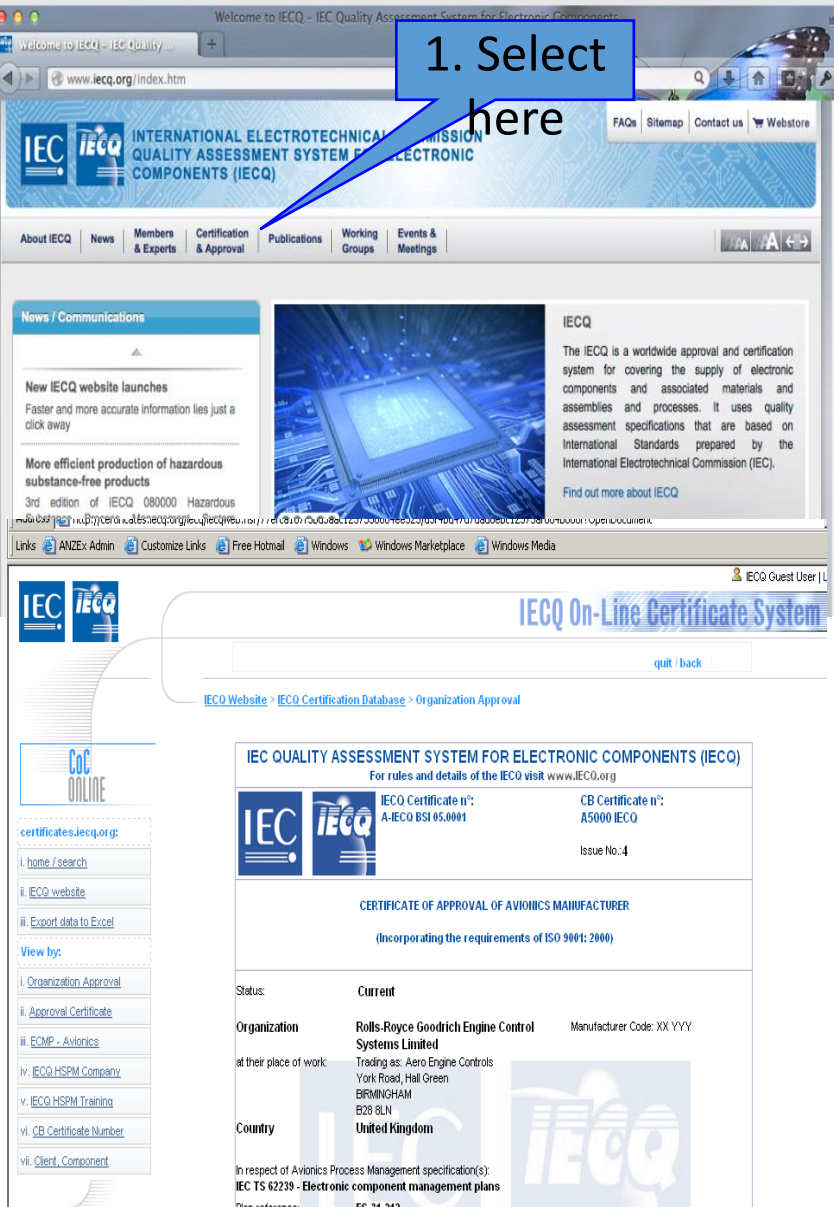 Welcome to IECQ – IEC Quality Assessment System for Electronic Components
Welcome to IECQ – IEC Quality ...
www.iecq.org/index.htm
1. Select
here
IEC IECQ
INTERNATIONAL ELECTROTECHNICAL
QUALITY ASSESSMENT SYSTEM ELECTRONIC
COMPONENTS (IECQ)
FAQs Sitemap Contact us Webstore
About IECQ News Members & Experts Certification & Approval Publications Working Groups Events & Meetings
AA A
News / Communications
New IECQ website launches
Faster and more accurate information lies just a
click away
More efficient production of hazardous
substance-free products
3rd edition of IECQ 080000 Hazardous
IECQ
The IECQ is a worldwide approval and certification
system for covering the supply of electronic
components and associated materials and
assemblies and processes. It uses quality
assessment specifications that are based on
International Standards prepared by the
International Electrotechnical Commission (IEC).
Find out more about IECQ
Links ANZEx Admin Customize Links Free Hotmail Windows Windows Marketplace Windows Media
IECQ Guest User |
IEC IECQ
IECQ On-Line Certificate System
quit / back
IECQ Website > IECQ Certification Database > Organization Approval
CoC
ONLINE
certificates.iecq.org:
i. home / search
ii. IECQ website
iii. Export data to Excel
View by:
i. Organization Approval
ii. Approval Certificate
iii. ECMP - Avionics
iv. IECQ HSPM Company
v. IECQ HSPM Training
vi. CB Certificate Number
vii. Client, Component
IEC QUALITY ASSESSMENT SYSTEM FOR ELECTRONIC COMPONENTS (IECQ)
For rules and details of the IECQ visit www.IECQ.org
IEC IECQ
IECQ Certificate n°:
A-IECQ BSI 05.0001
CB Certificate n°:
A5000 IECQ
Issue No.:4
CERTIFICATE OF APPROVAL OF AVIONICS MANUFACTURER
(Incorporating the requirements of ISO 9001: 2000)
Status: Current
Organization Rolls-Royce Goodrich Engine Control Manufacturer Code: XX YYY
Systems Limited
at their place of work: Trading as: Aero Engine Controls
York Road, Hall Green
BIRMINGHAM
B28 8LN
Country United Kingdom
IEC IECQ
In respect of Avionics Process Management specification(s):
IEC TS 62239 - Electronic component management plans